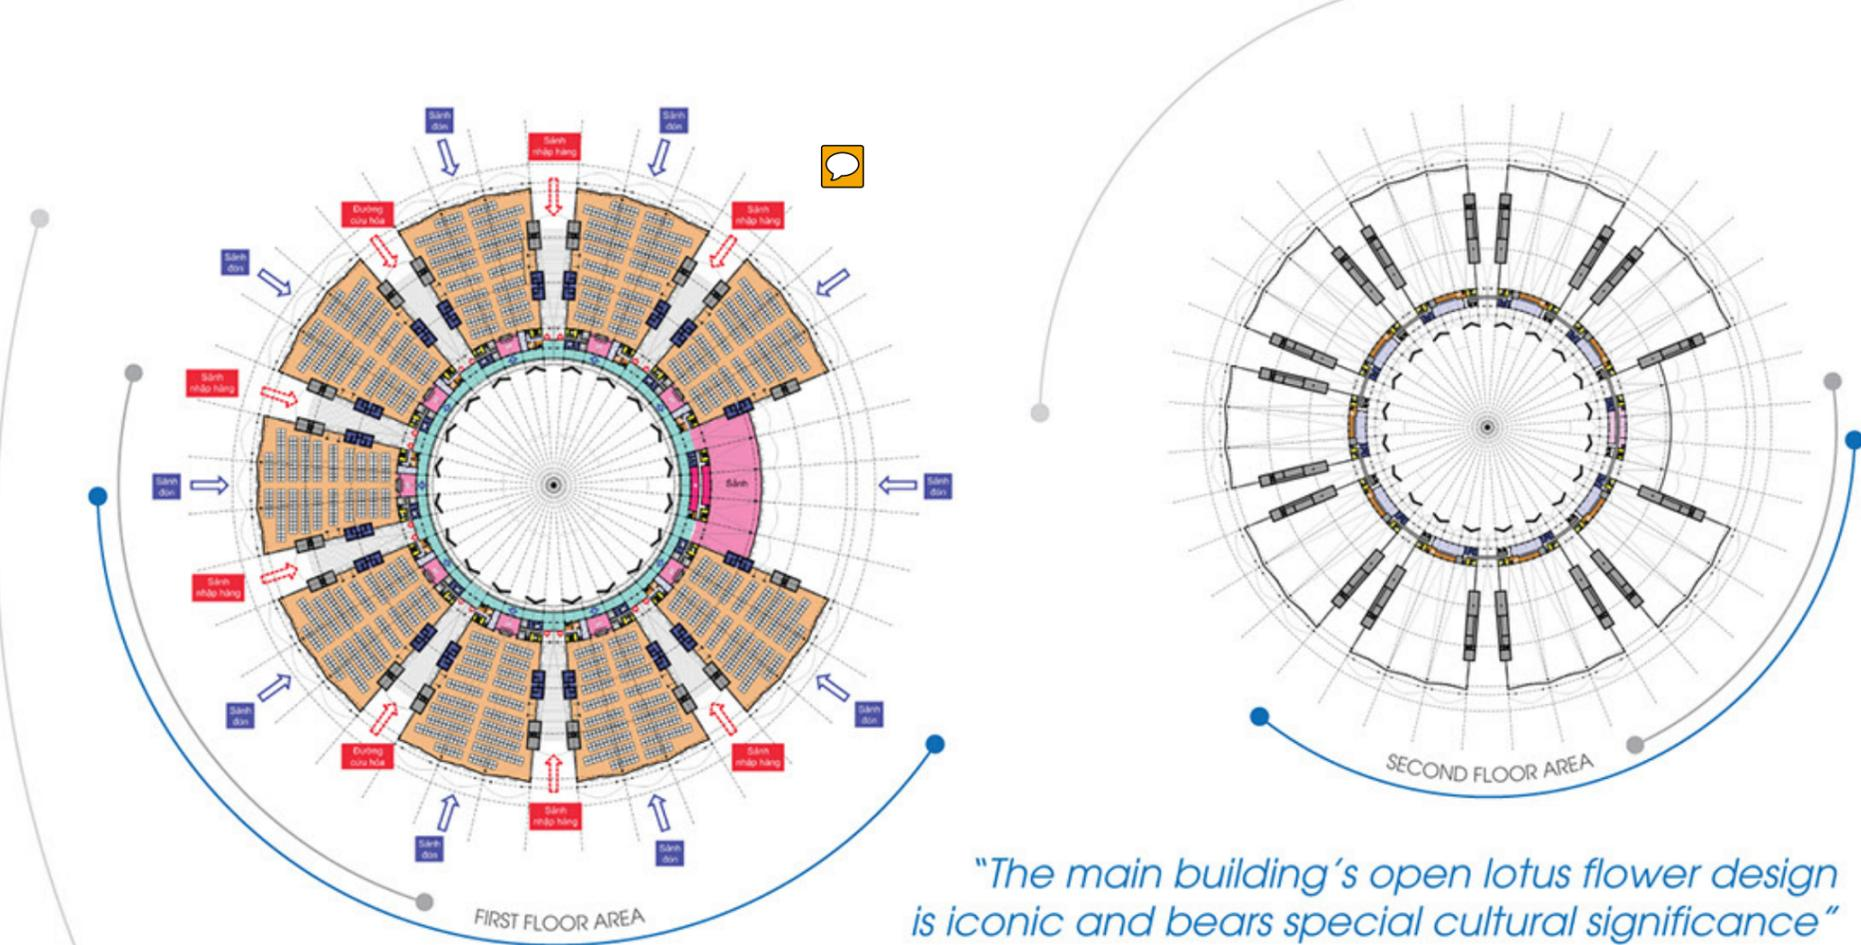 Sảnh
đón
Sảnh
đón
Sảnh
nhập hàng
Đường
cứu hỏa
Sảnh
nhập hàng
Sảnh
đón
Sảnh
nhập hàng
Sảnh
đón
Sảnh
Sảnh
đón
Sảnh
nhập hàng
Sảnh
đón
Sảnh
đón
Đường
cứu hỏa
Sảnh
nhập hàng
Sảnh
nhập hàng
Sảnh
đón
Sảnh
đón
FIRST FLOOR AREA
SECOND FLOOR AREA
"The main building's open lotus flower design
is iconic and bears special cultural significance"